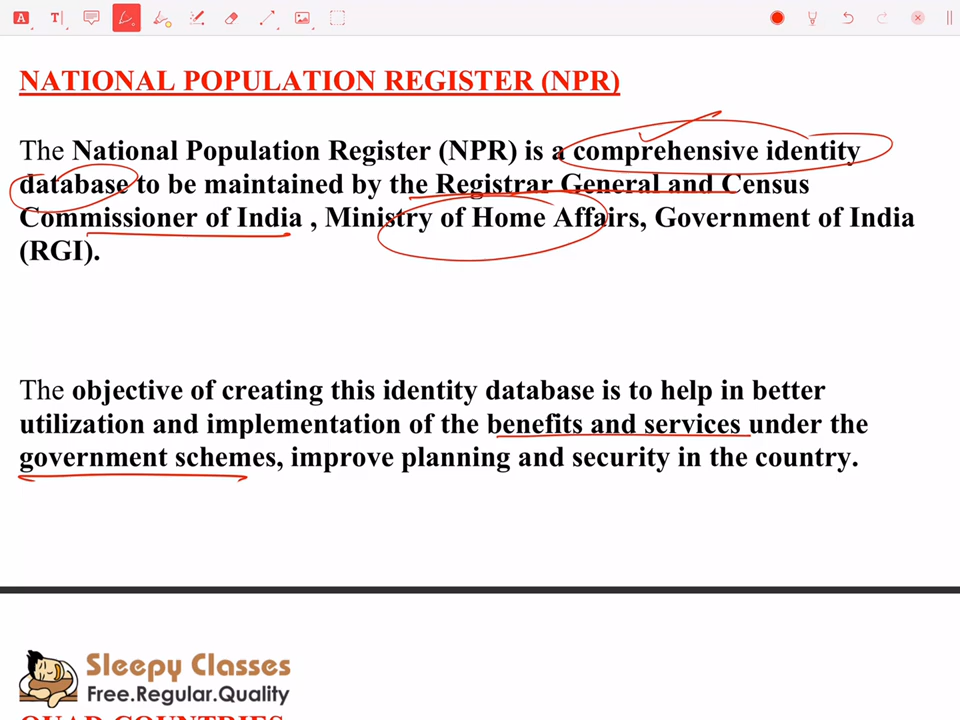 NATIONAL POPULATION REGISTER (NPR)
The National Population Register (NPR) is a comprehensive identity
database to be maintained by the Registrar General and Census
Commissioner of India , Ministry of Home Affairs, Government of India
(RGI).
The objective of creating this identity database is to help in better
utilization and implementation of the benefits and services under the
government schemes, improve planning and security in the country.
Sleepy Classes
Free.Regular.Quality
QUAD COUNTRIES